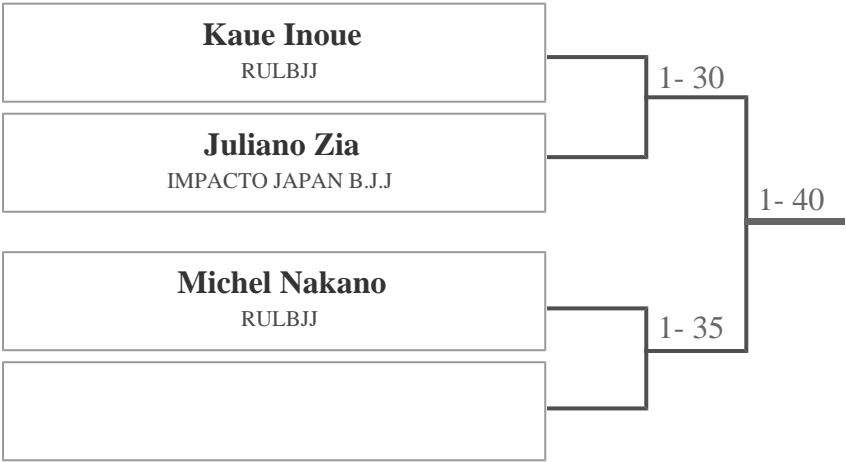 Kaue Inoue
RULBJJ
1- 30
Juliano Zia
IMPACTO JAPAN B.J.J
1- 40
Michel Nakano
RULBJJ
1- 35